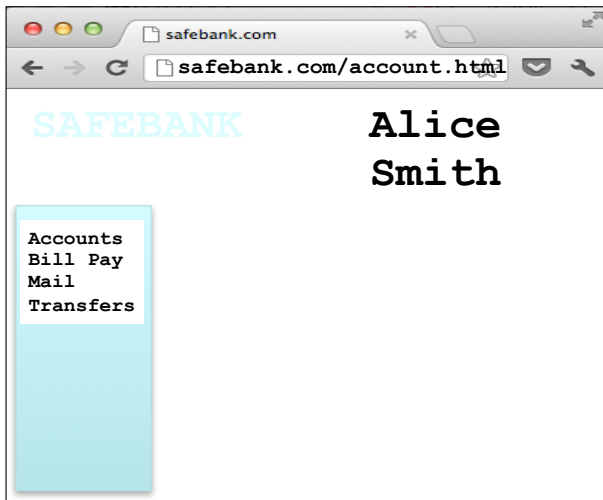 safebank.com
safebank.com/account.html
SAFEBANK
Alice
Smith
Accounts
Bill Pay
Mail
Transfers